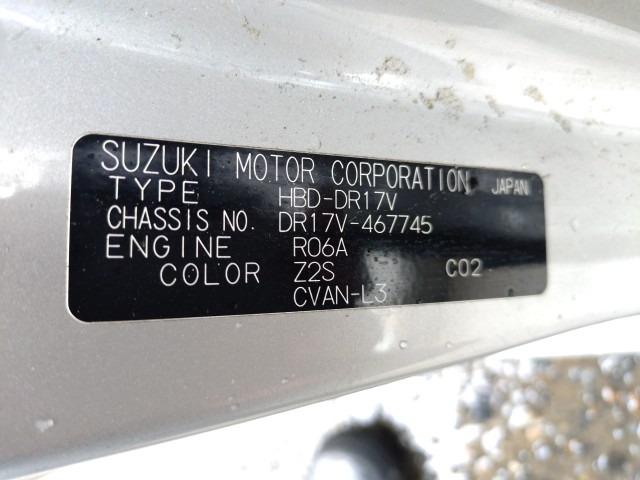 SUZUKI MOTOR CORPORATION JAPAN
TYPE HBD-DR17V
CHASSIS NO. DR17V-467745
ENGINE R06A
COLOR Z2S C02
CVAN-L3